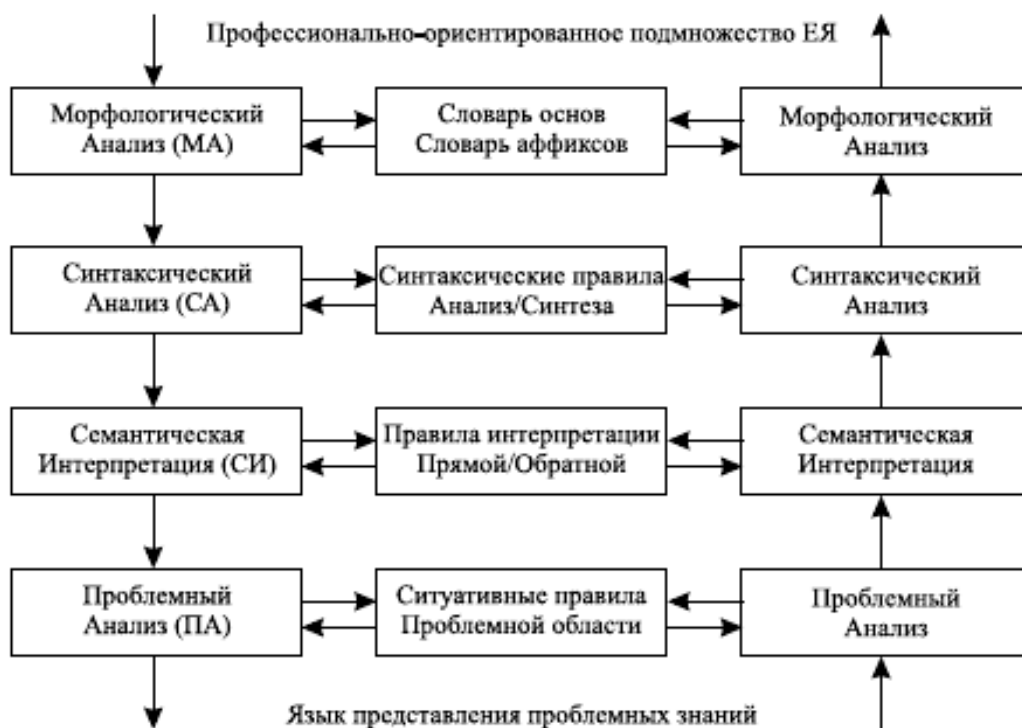 Профессионально-ориентированное подмножество ЕЯ
Морфологический
Анализ (МА)
Словарь основ
Словарь аффиксов
Морфологический
Анализ
Синтаксический
Анализ (СА)
Синтаксические правила
Анализ/Синтеза
Синтаксический
Анализ
Семантическая
Интерпретация (СИ)
Правила интерпретации
Прямой/Обратной
Семантическая
Интерпретация
Проблемный
Анализ (ПА)
Ситуативные правила
Проблемной области
Проблемный
Анализ
Язык представления проблемных знаний